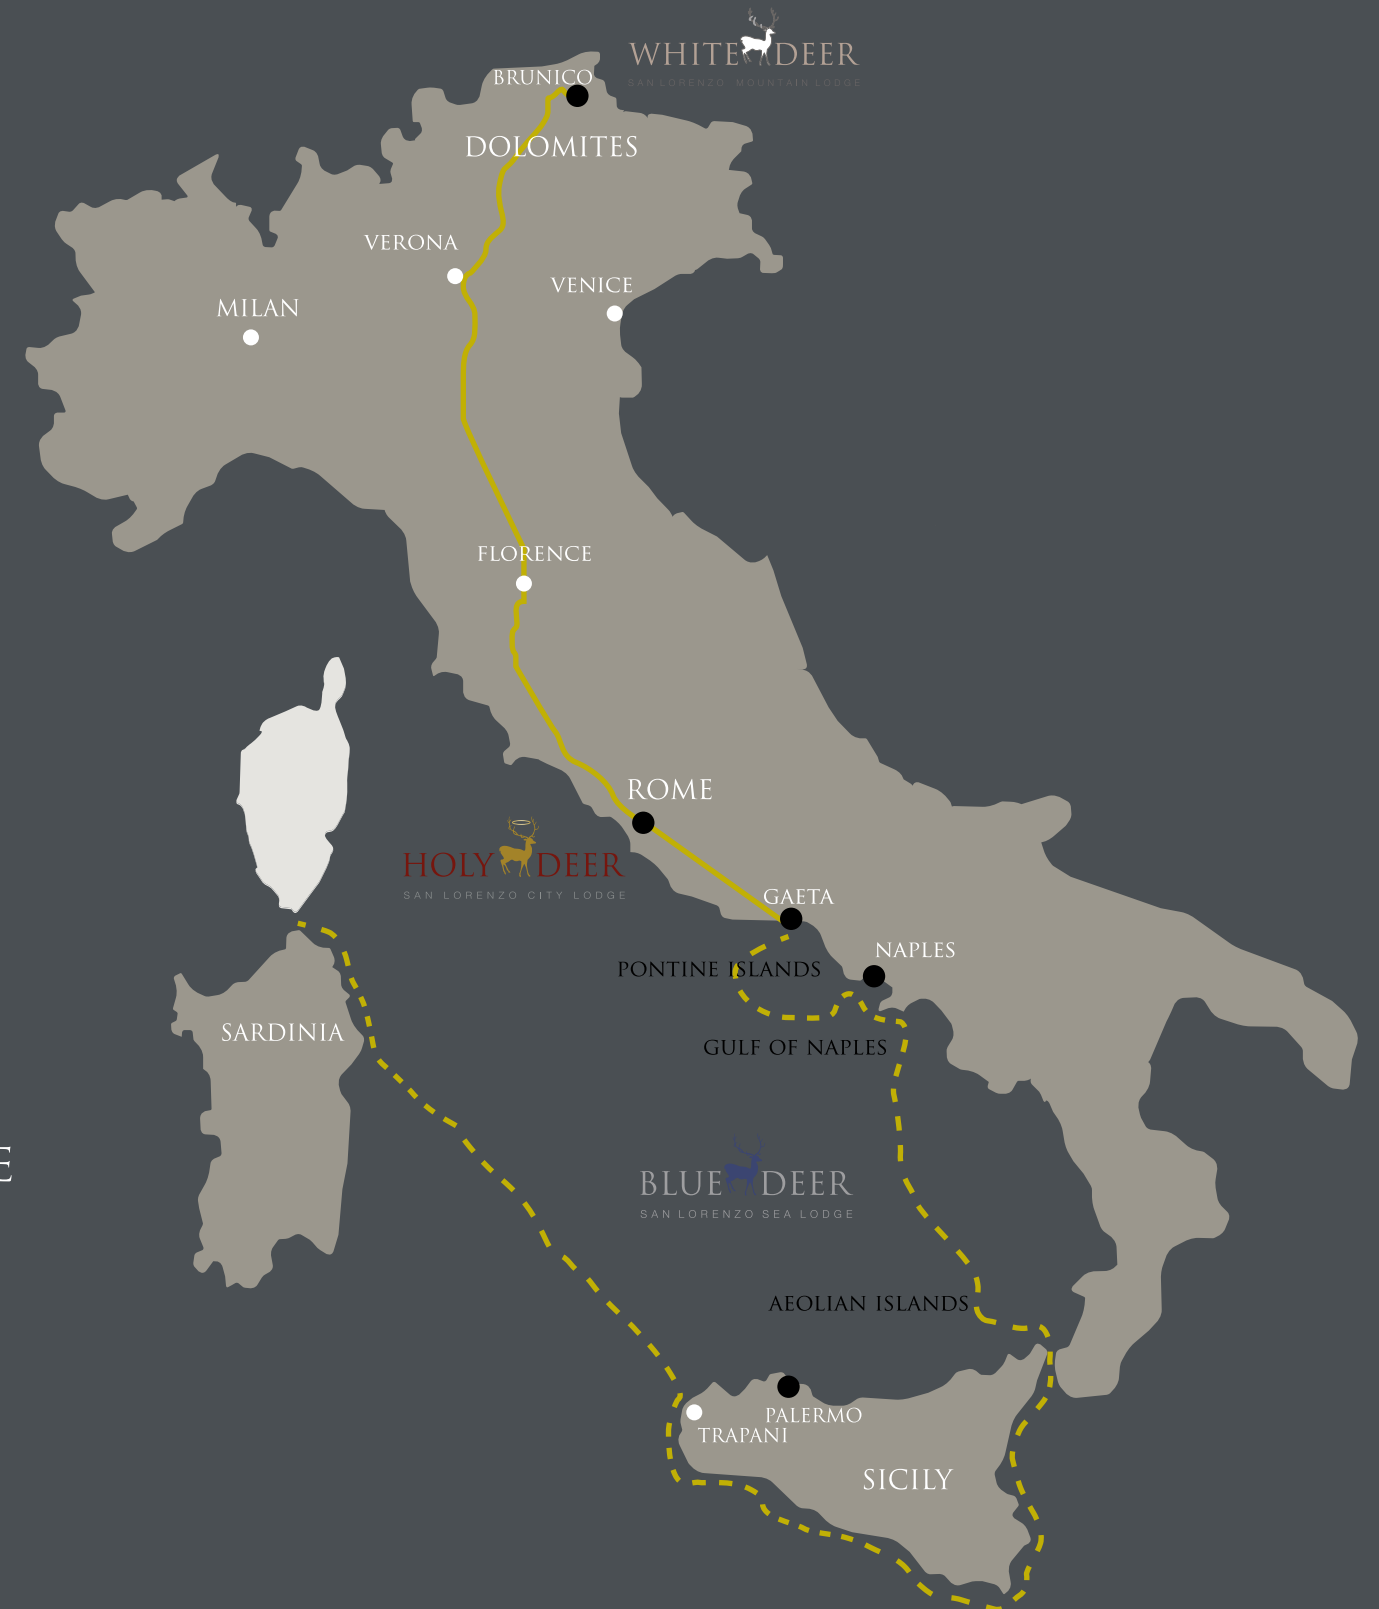 WHITE DEER
SAN LORENZO MOUNTAIN LODGE
BRUNICO
DOLOMITES
VERONA
VENICE
MILAN
FLORENCE
ROME
HOLY DEER
SAN LORENZO CITY LODGE
GAETA
NAPLES
PONTINE ISLANDS
SARDINIA
GULF OF NAPLES
BLUE DEER
SAN LORENZO SEA LODGE
AEOLIAN ISLANDS
PALERMO
TRAPANI
SICILY